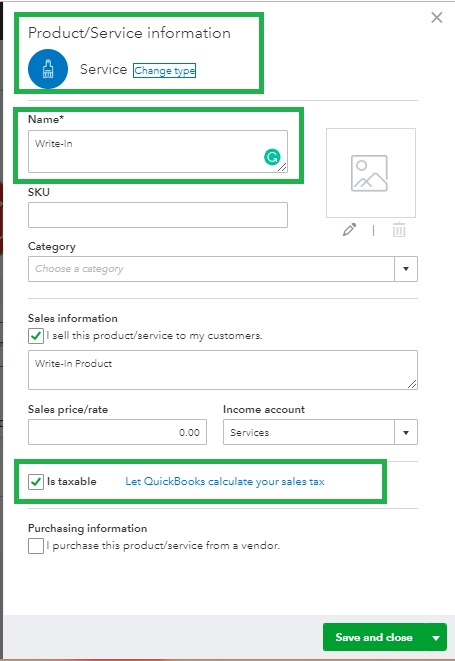 Product/Service information
Service Change type
Name*
Write-In
G
SKU
Category
Choose a category
Sales information
I sell this product/service to my customers.
Write-In Product
Sales price/rate Income account
0.00 Services
Is taxable Let QuickBooks calculate your sales tax
Purchasing information
I purchase this product/service from a vendor.
Save and close